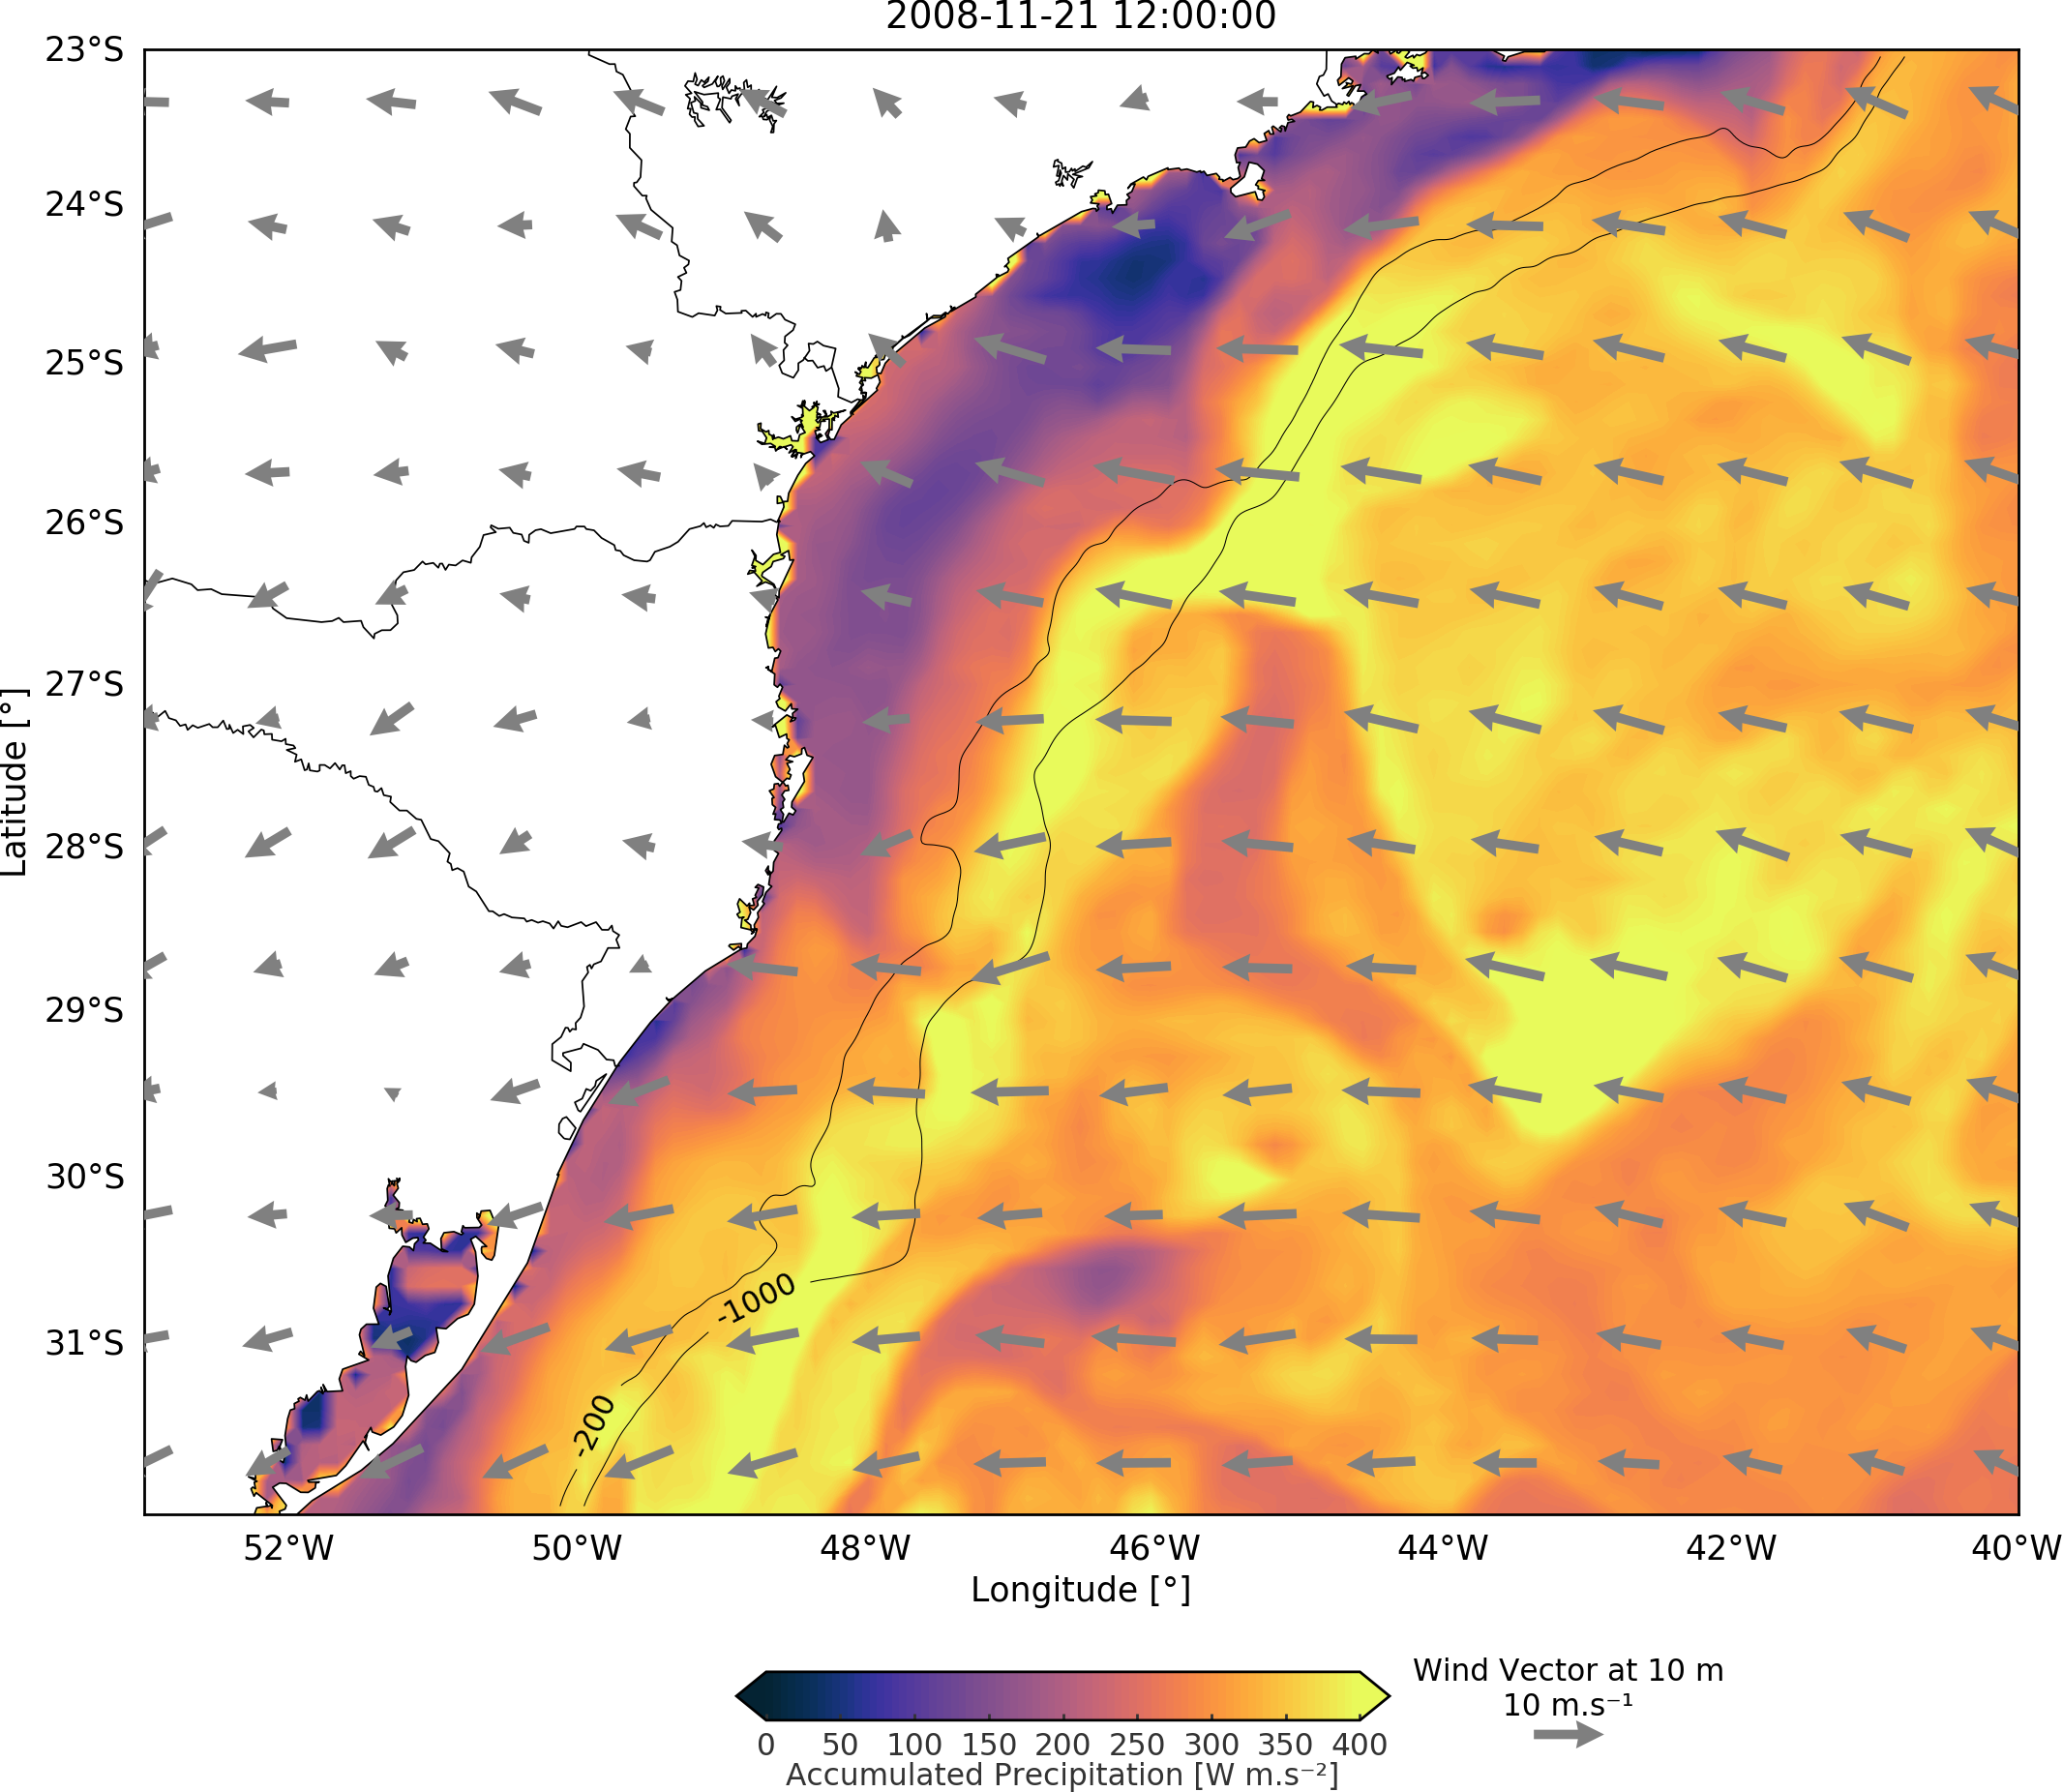 2008-11-21 12:00:00
23°S
24°S
25°S
26°S
27°S
28°S
29°S
30°S
31°S
Latitude [°]
-1000
-200
52°W
50°W
48°W
46°W
44°W
42°W
40°W
Longitude [°]
Wind Vector at 10 m
10 m.s⁻¹
0
50
100
150
200
250
300
350
400
Accumulated Precipitation [W m.s⁻²]